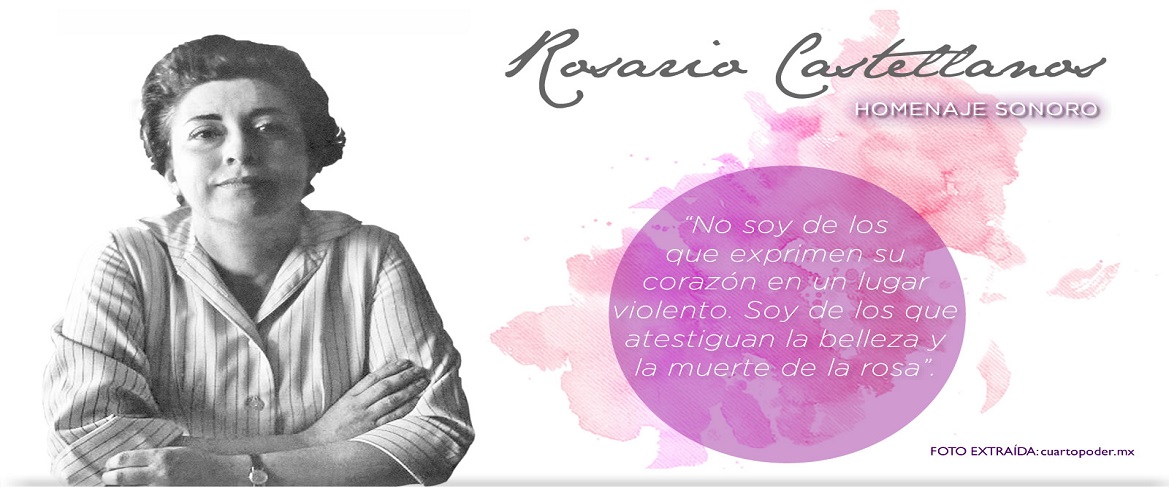 Rosario Castellanos
HOMENAJE SONORO
“No soy de los
que exprimen su
corazón en un lugar
violento. Soy de los que
atestiguan la belleza y
la muerte de la rosa”.
FOTO EXTRAÍDA: cuartopoder.mx